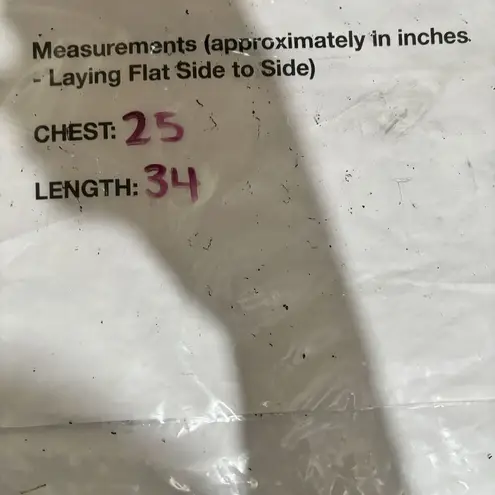 Measurements (approximately in inches
- Laying Flat Side to Side)
CHEST: 25
LENGTH: 34